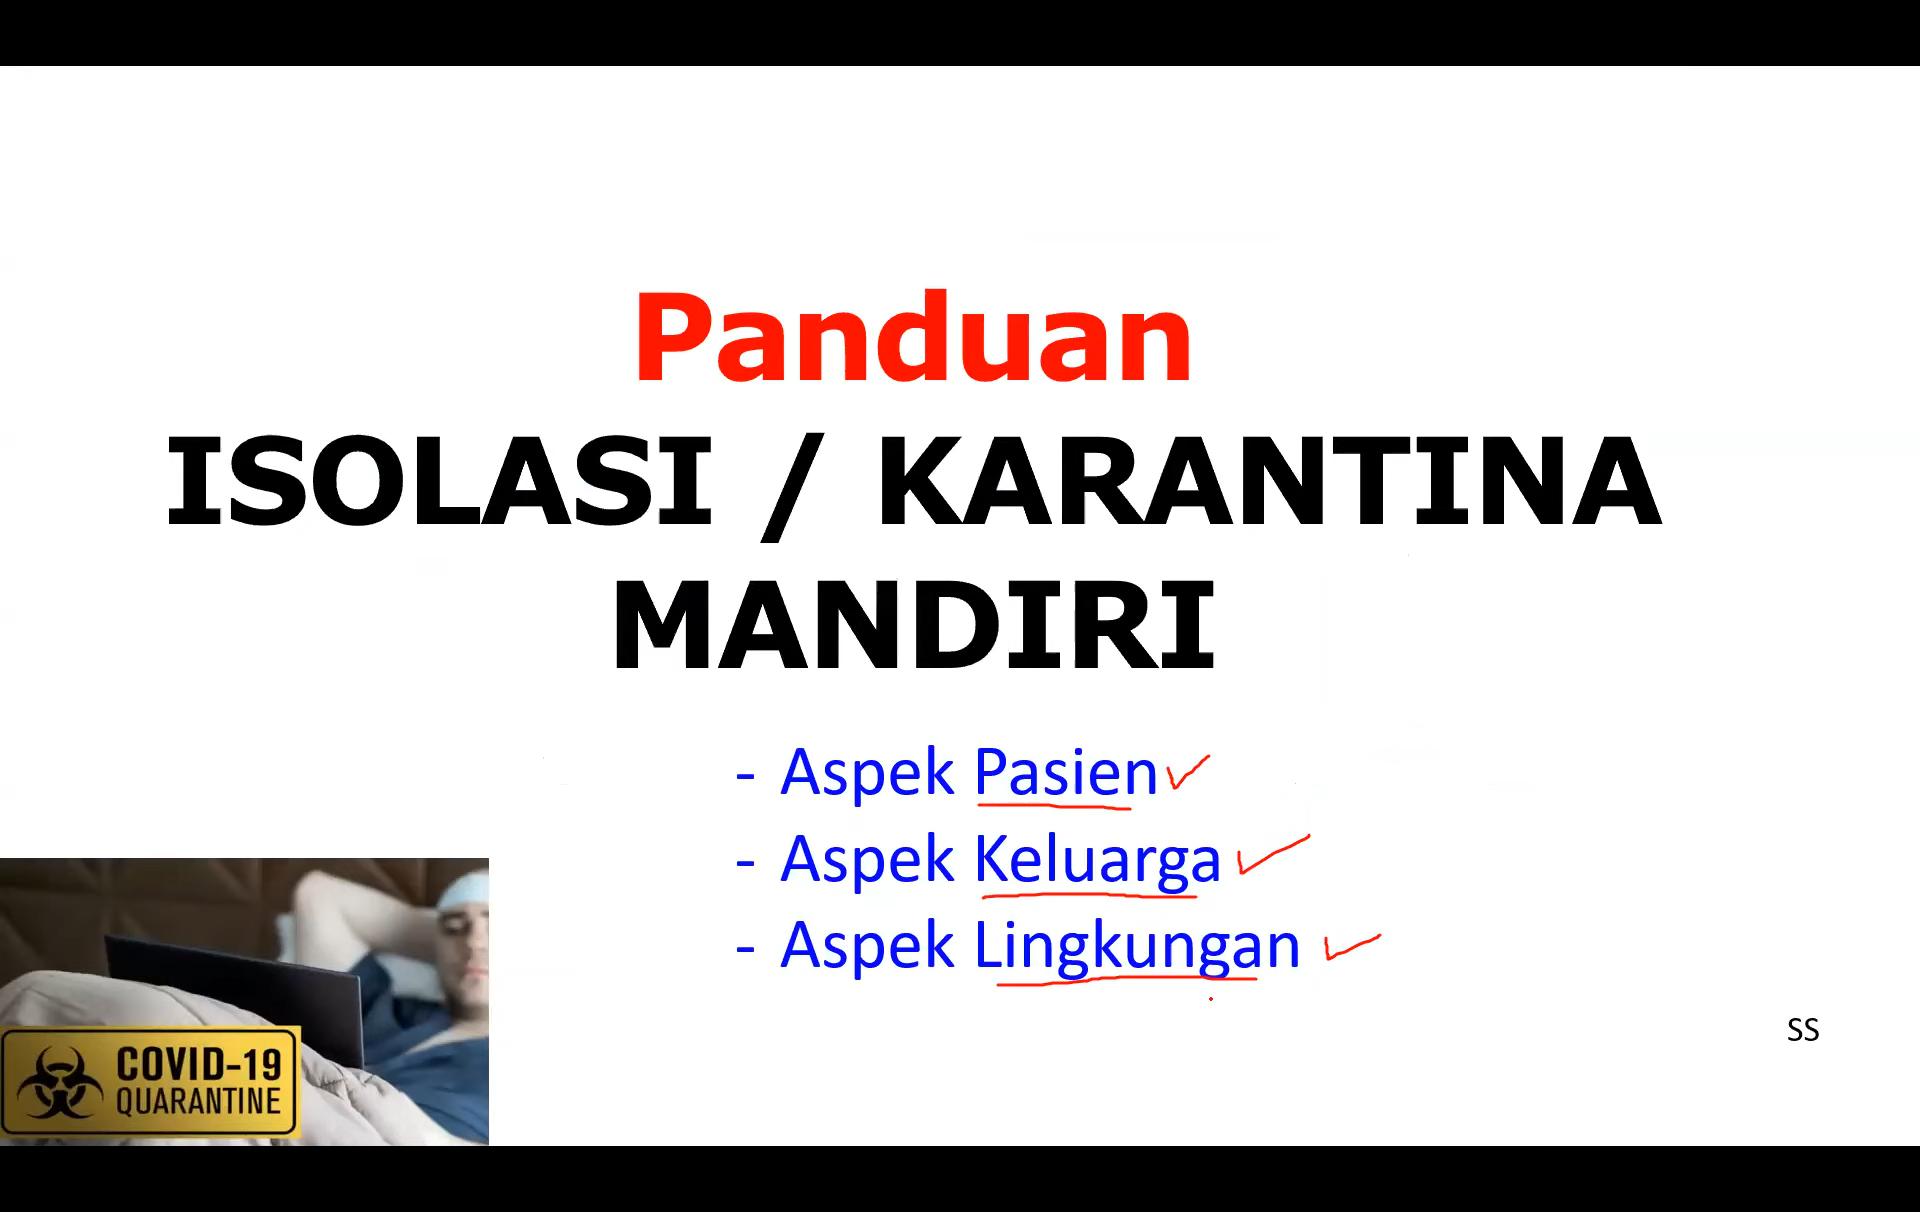 Panduan
ISOLASI / KARANTINA
MANDIRI
- Aspek Pasien
- Aspek Keluarga
- Aspek Lingkungan
SS
COVID-19
QUARANTINE